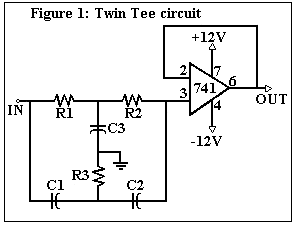 Figure 1: Twin Tee circuit
+12V
2
7
741
6
3
4
IN
R1
R2
OUT
C3
-12V
R3
C1
C2